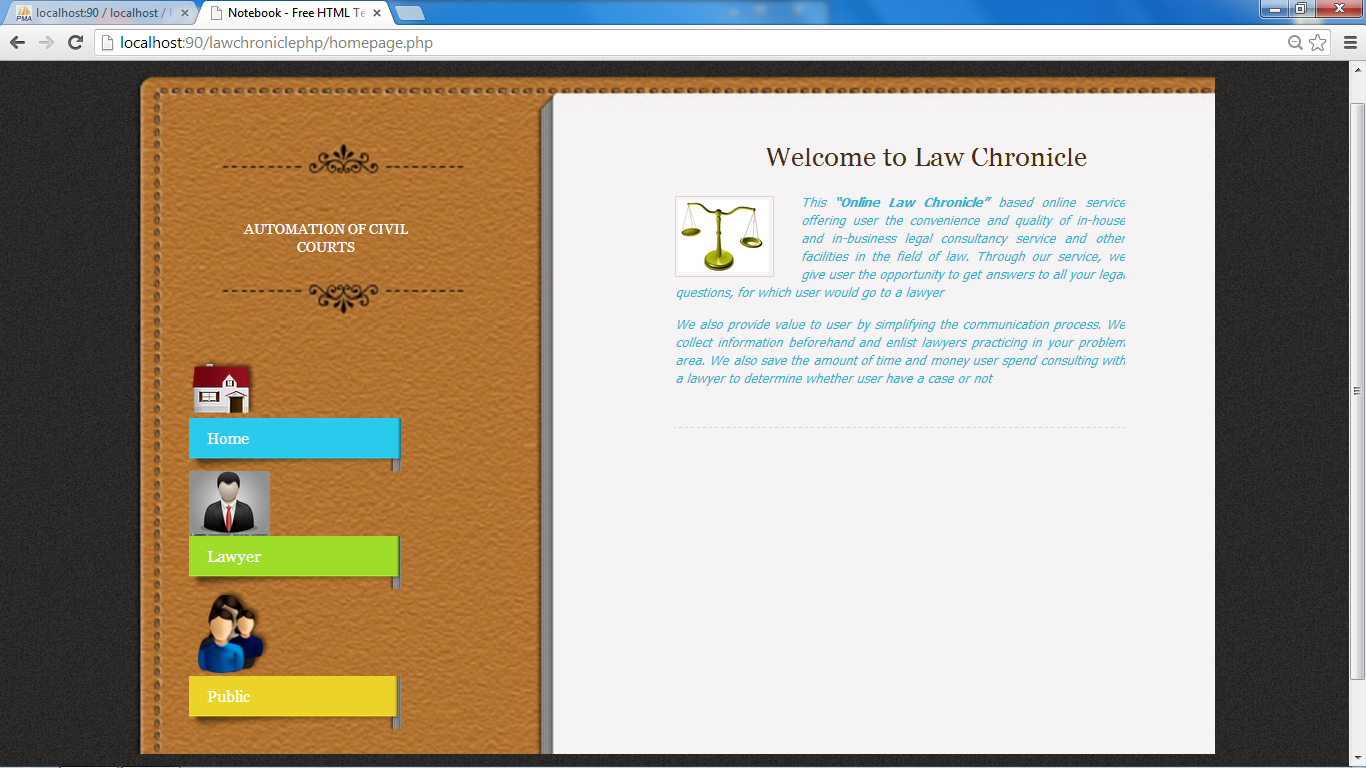 localhost:90 / localhost / l
Notebook - Free HTML Te
localhost:90/lawchroniclephp/homepage.php
AUTOMATION OF CIVIL
COURTS
Home
Lawyer
Public
Welcome to Law Chronicle
This “Online Law Chronicle” based online service
offering user the convenience and quality of in-house
and in-business legal consultancy service and other
facilities in the field of law. Through our service, we
give user the opportunity to get answers to all your legal
questions, for which user would go to a lawyer
We also provide value to user by simplifying the communication process. We
collect information beforehand and enlist lawyers practicing in your problem
area. We also save the amount of time and money user spend consulting with
a lawyer to determine whether user have a case or not